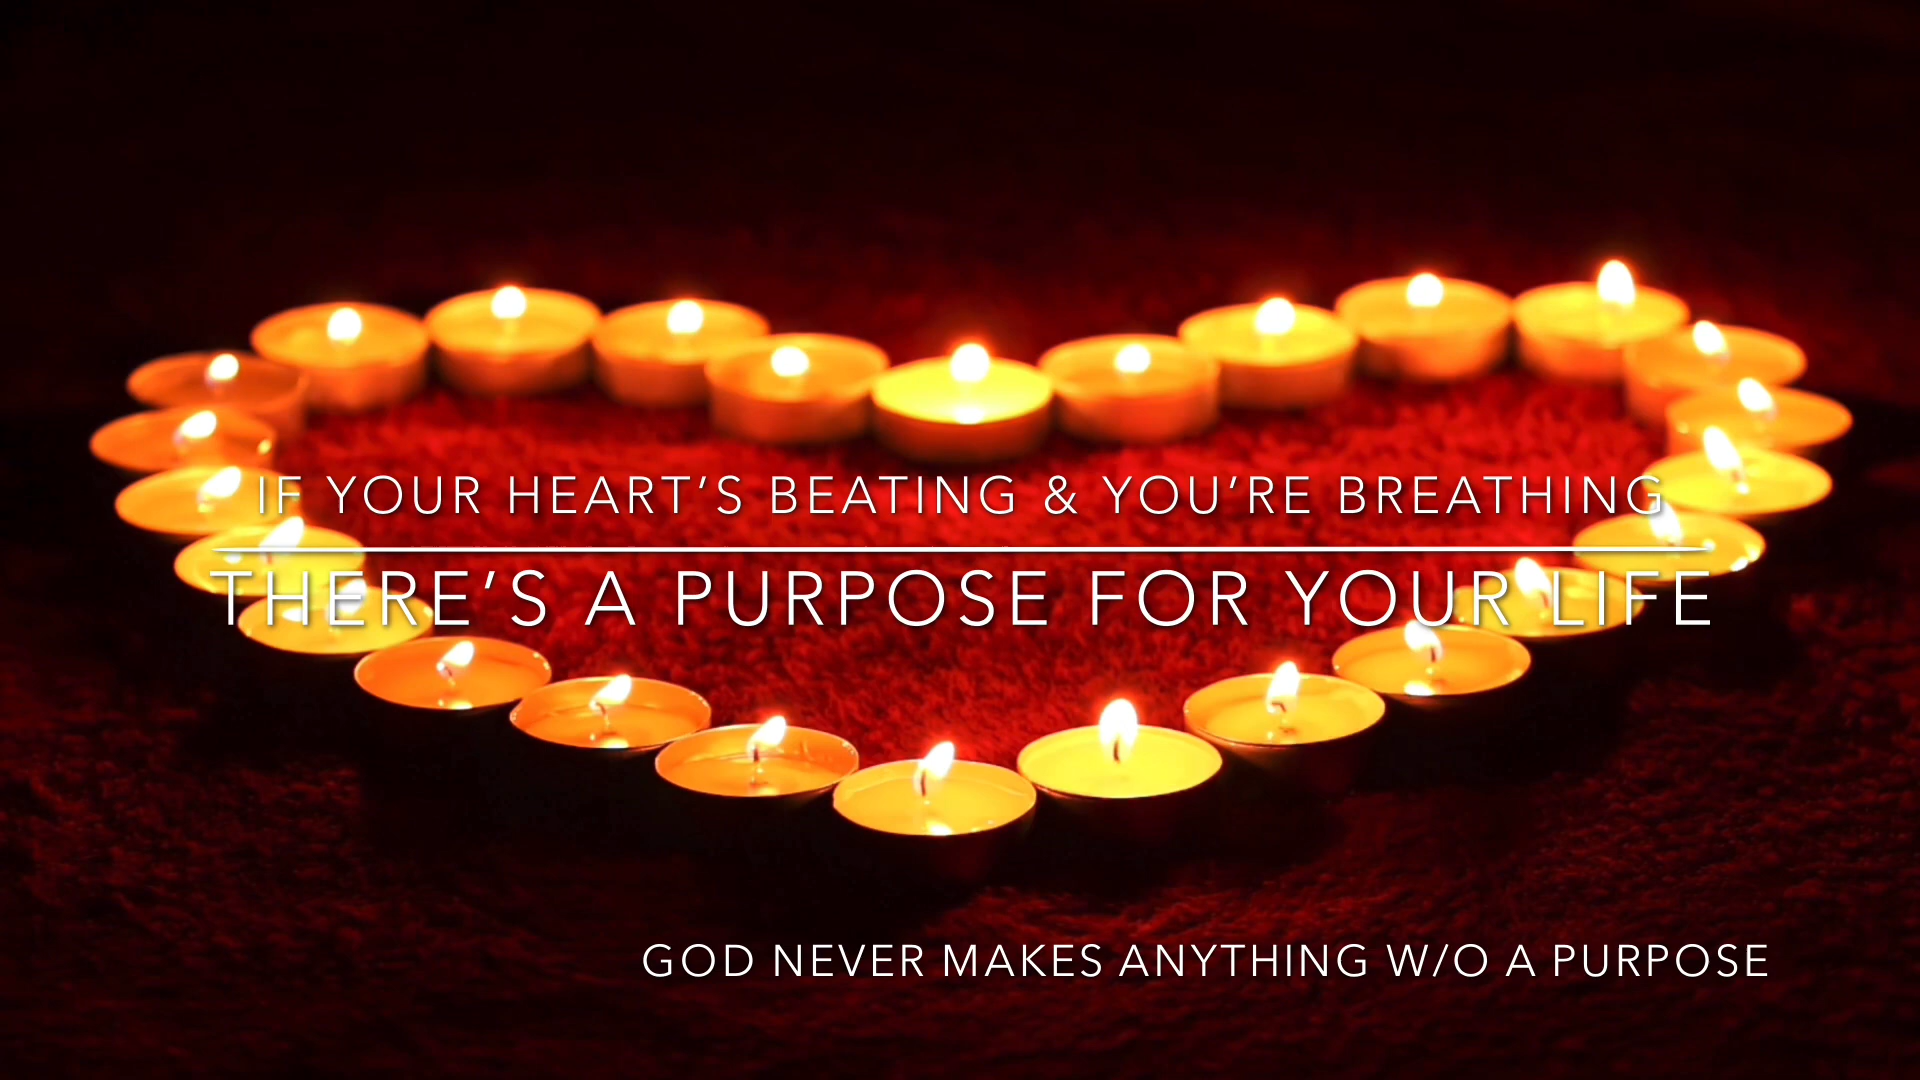 IF YOUR HEART’S BEATING & YOU’RE BREATHING
THERE’S A PURPOSE FOR YOUR LIFE
GOD NEVER MAKES ANYTHING W/O A PURPOSE